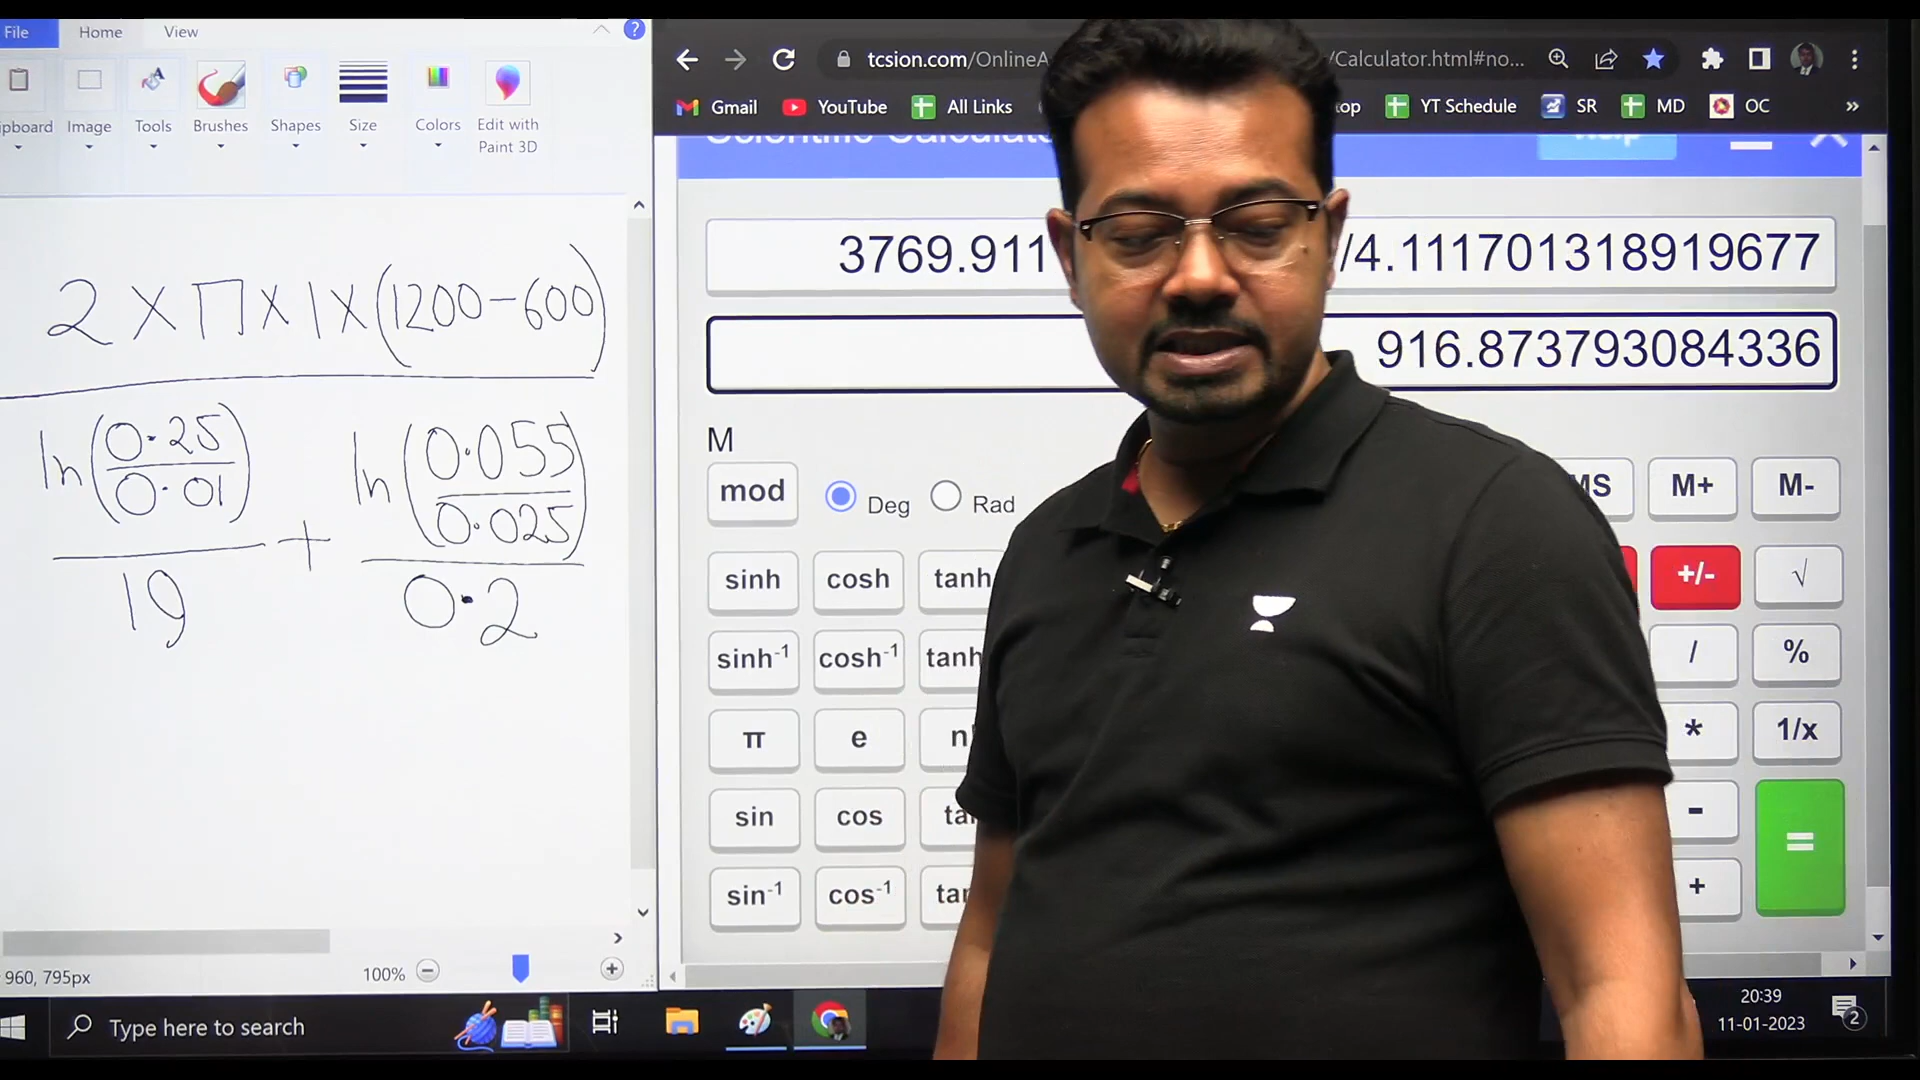 File Home View
?
Image Tools Brushes Shapes Size Colors Edit with
Paint 3D
2 × Π × 1 × (1200 − 600)
ln (0.25
0.01) + ln (0.055
0.025)
19 0.2
100%
960, 795px
Type here to search
tcsion.com/OnlineA /Calculator.html#no...
Gmail YouTube All Links YT Schedule SR MD OC »
3769.911 /4.111701318919677
916.873793084336
M
mod Deg Rad M+ M-
sinh cosh tanh +/- √
sinh-1 cosh-1 / %
π e * 1/x
sin cos - =
sin-1 cos-1 +
20:39
11-01-2023 2